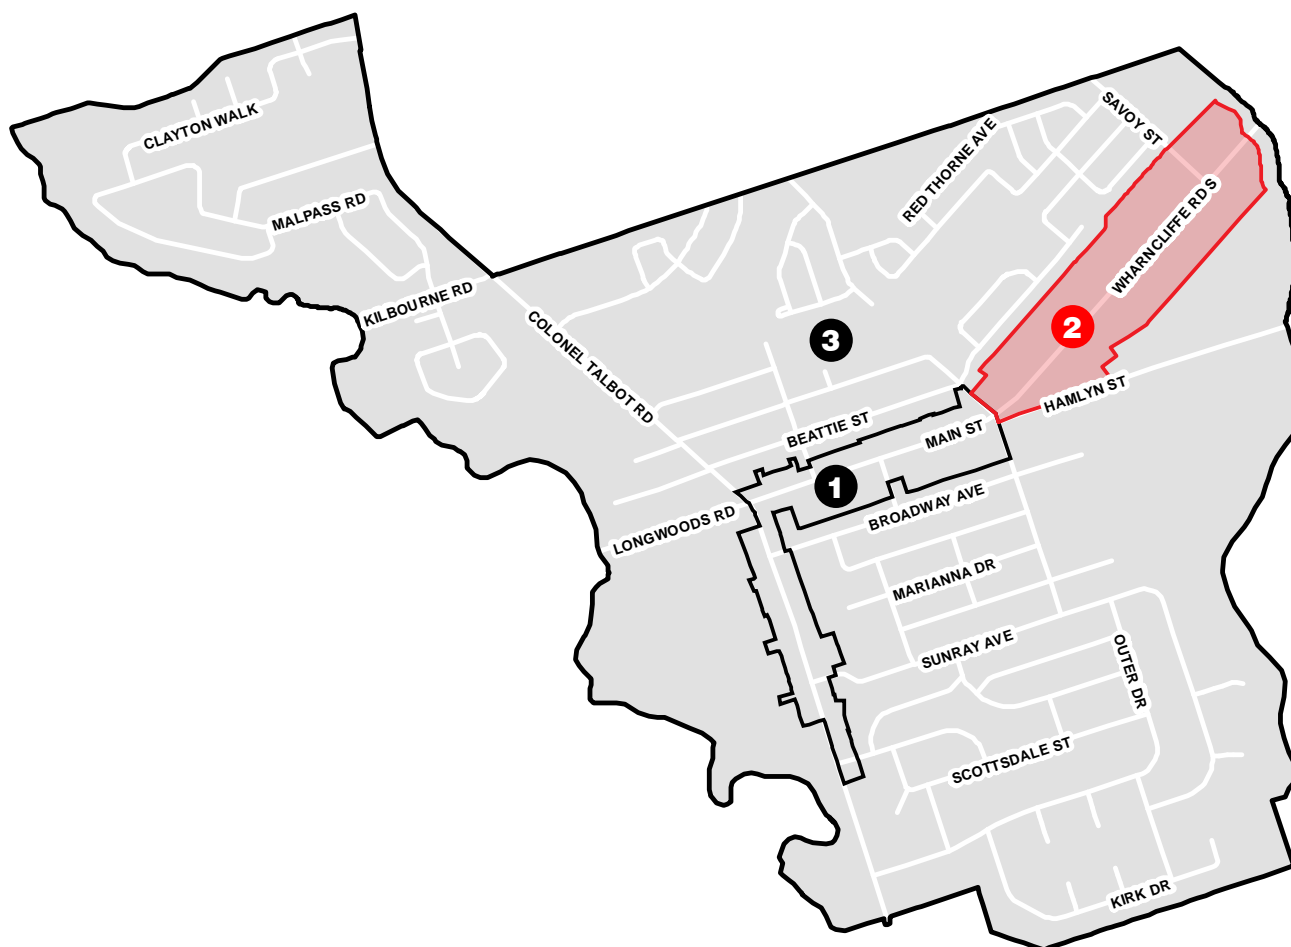 CLAYTON WALK
MALPASS RD
KILBOURNE RD
COLONEL TALBOT RD
RED THORNE AVE
SAVOY ST
WHARNCLIFFE RD S
2
3
HAMLYN ST
BEATTIE ST
MAIN ST
1
BROADWAY AVE
LONGWOODS RD
MARIANNA DR
SUNRAY AVE
OUTER DR
SCOTTSDALE ST
KIRK DR